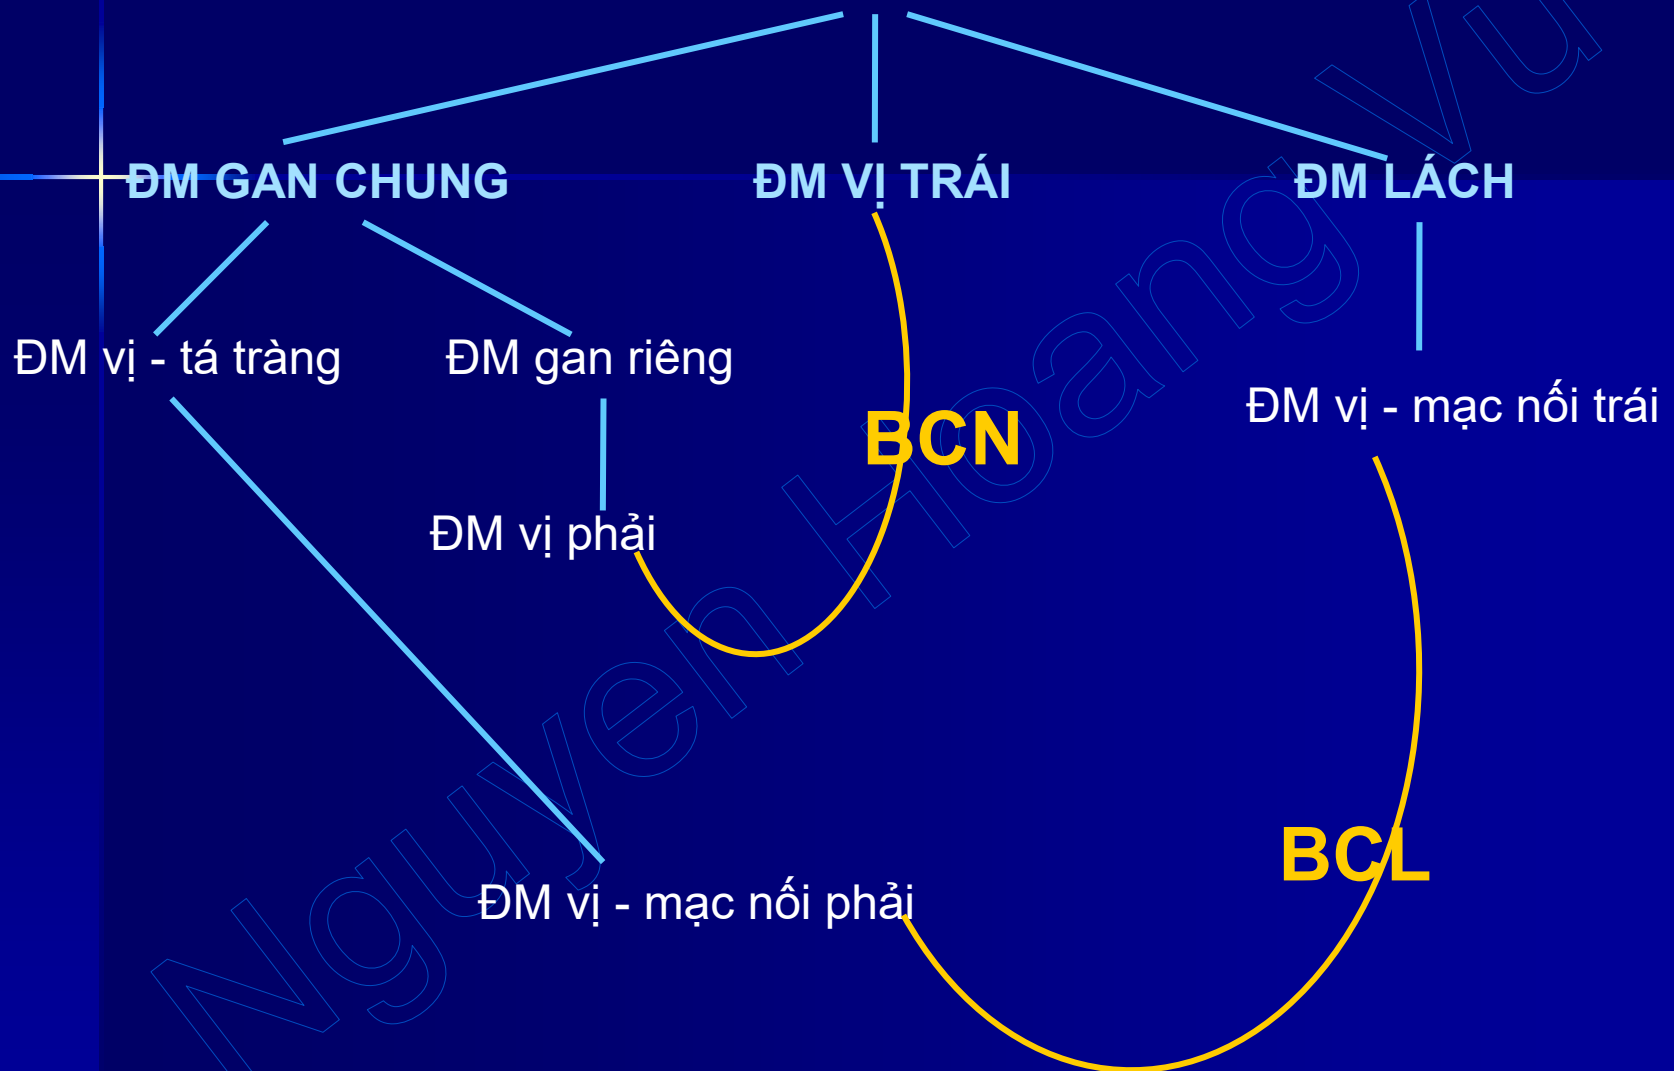 ĐM GAN CHUNG
ĐM VỊ TRÁI
ĐM LÁCH
ĐM vị - tá tràng
ĐM gan riêng
ĐM vị - mạc nối trái
BCN
ĐM vị phải
BCL
ĐM vị - mạc nối phải
Nguyen Hoang Vu